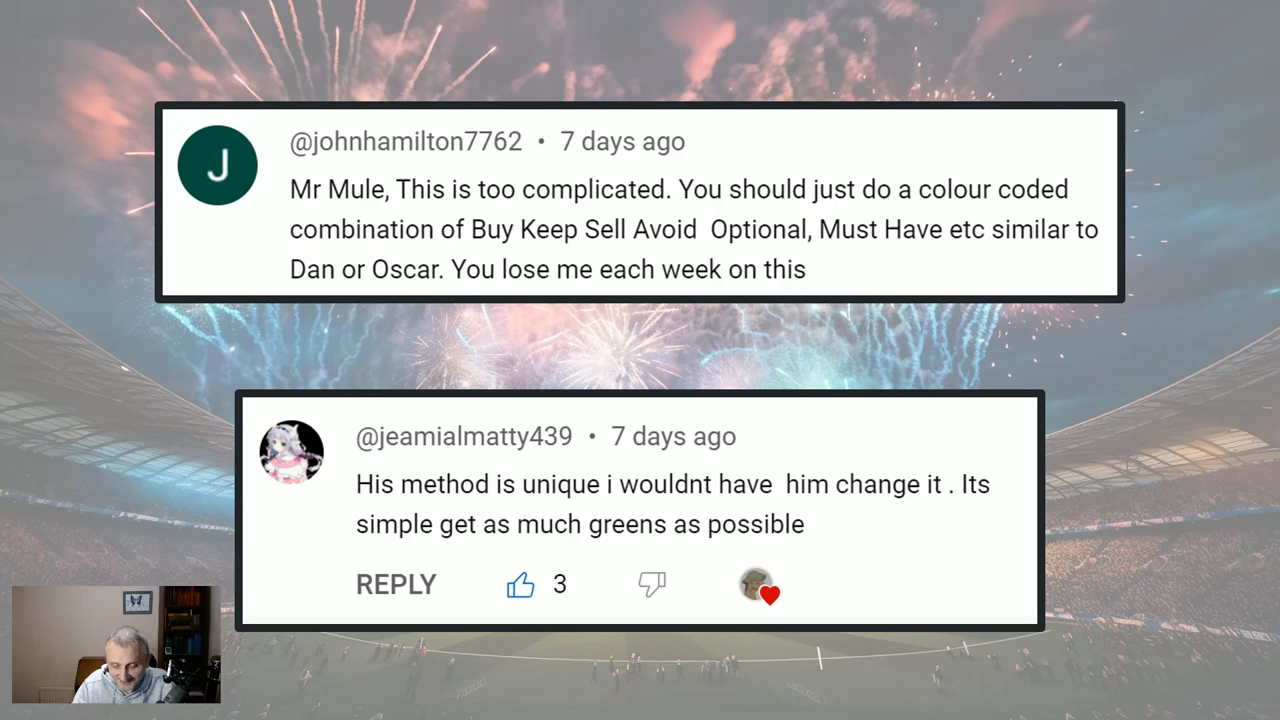 J
@johnhamilton7762 • 7 days ago
Mr Mule, This is too complicated. You should just do a colour coded
combination of Buy Keep Sell Avoid  Optional, Must Have etc similar to
Dan or Oscar. You lose me each week on this
@jeamialmatty439 • 7 days ago
His method is unique i wouldnt have  him change it . Its
simple get as much greens as possible
REPLY 3